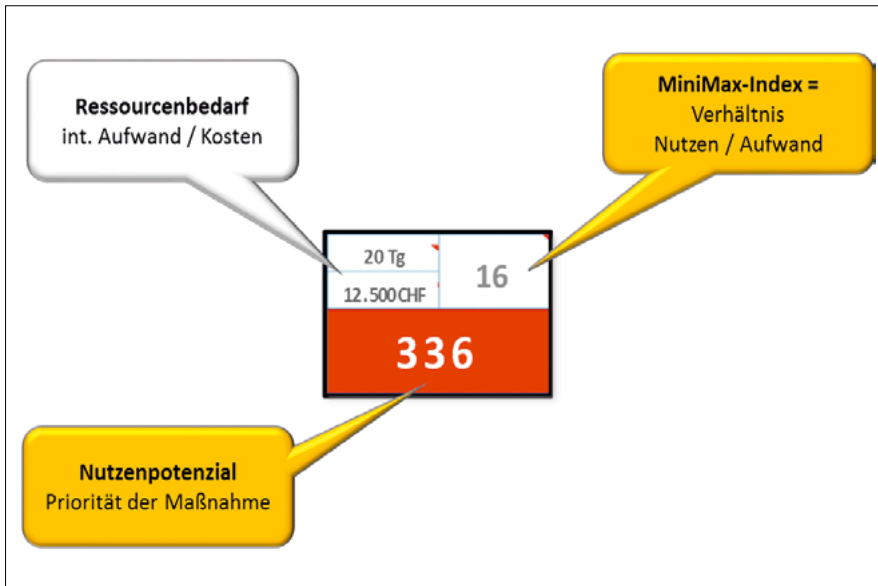 Ressourcenbedarf
int. Aufwand / Kosten
MiniMax-Index =
Verhältnis
Nutzen / Aufwand
20 Tg
12.500 CHF
16
336
Nutzenpotenzial
Priorität der Maßnahme